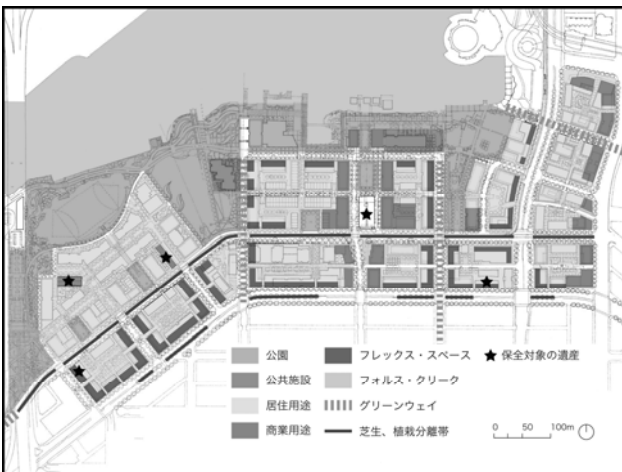 公園
公共施設
居住用途
商業用途
フレックス・スペース
フォルス・クリーク
グリーンウェイ
芝生、植栽分離帯
★ 保全対象の遺産
0 50 100m